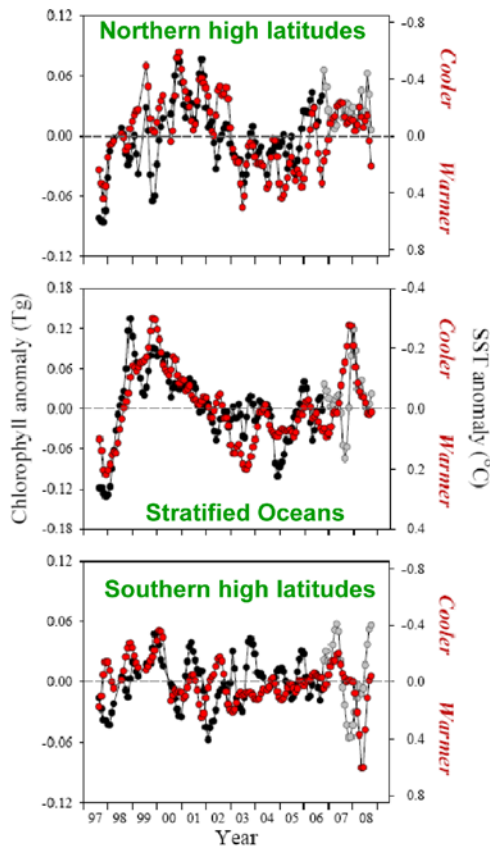 Northern high latitudes
0.12
0.06
0.00
-0.06
-0.12
-0.8
-0.4
0.0
0.4
0.8
Cooler
Warmer
Chlorophyll anomaly (Tg)
SST anomaly (°C)
0.18
0.12
0.06
0.00
-0.06
-0.12
-0.18
-0.4
-0.2
0.0
0.2
0.4
Cooler
Warmer
Stratified Oceans
Southern high latitudes
0.12
0.06
0.00
-0.06
-0.12
-0.8
-0.4
0.0
0.4
0.8
Cooler
Warmer
97 98 99 00 01 02 03 04 05 06 07 08
Year